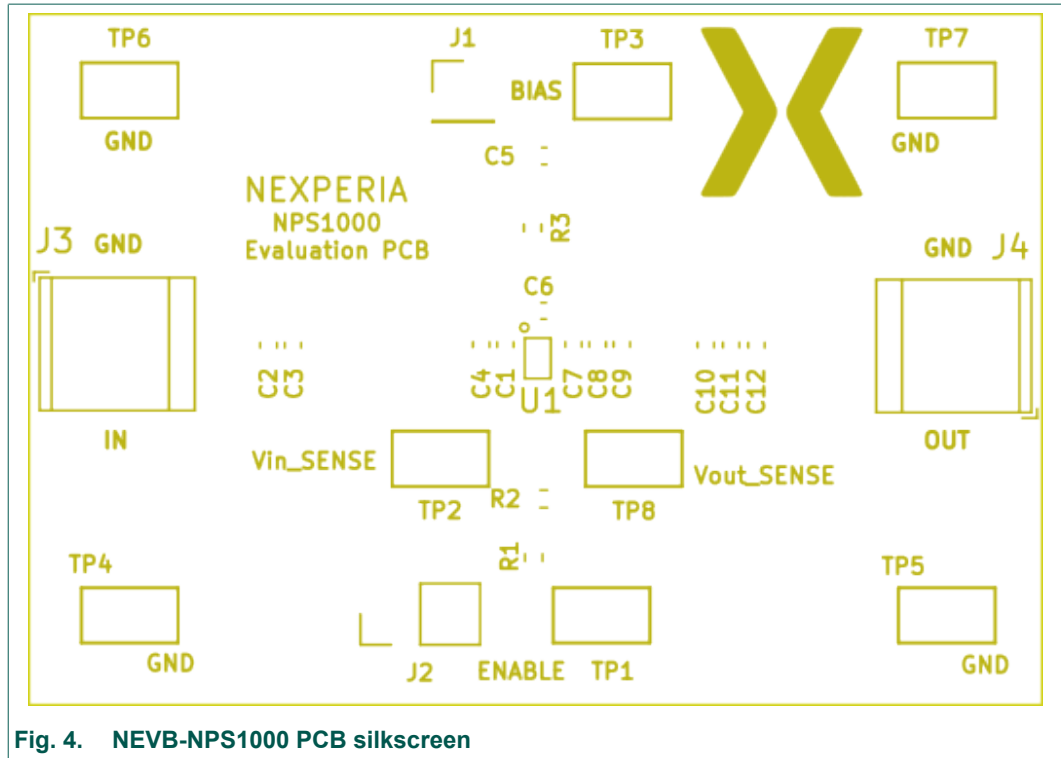 TP6
J1
TP3
TP7
BIAS
GND
GND
C5
NEXPERIA
NPS1000
Evaluation PCB
R3
J3 GND
GND J4
C6
C2
C3
C4
C1
C7
C8
C9
C10
C11
C12
U1
IN
OUT
Vin_SENSE
Vout_SENSE
TP2
R2
TP8
R1
TP4
TP5
GND
J2
ENABLE
TP1
GND
Fig. 4. NEVB-NPS1000 PCB silkscreen